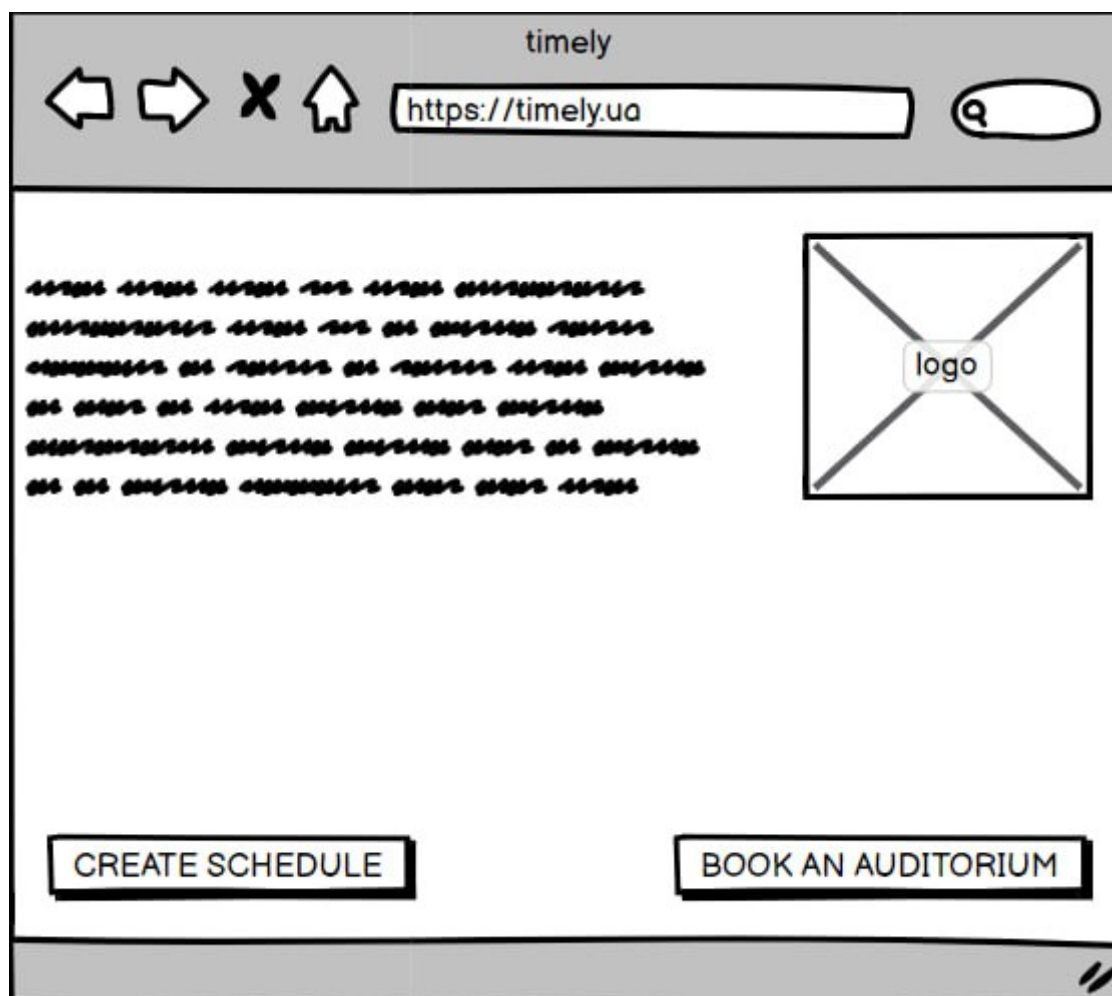 timely
https://timely.ua
logo
CREATE SCHEDULE
BOOK AN AUDITORIUM